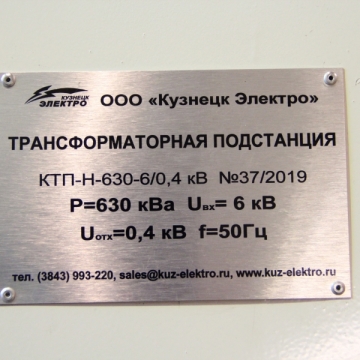 КУЗНЕЦК
ЭЛЕКТРО
ООО «Кузнецк Электро»
ТРАНСФОРМАТОРНАЯ ПОДСТАНЦИЯ
КТП-Н-630-6/0,4 кВ №37/2019
P=630 кВа Uвх= 6 кВ
Uотх=0,4 кВ f=50Гц
тел. (3843) 993-220, sales@kuz-elektro.ru, www.kuz-elektro.ru